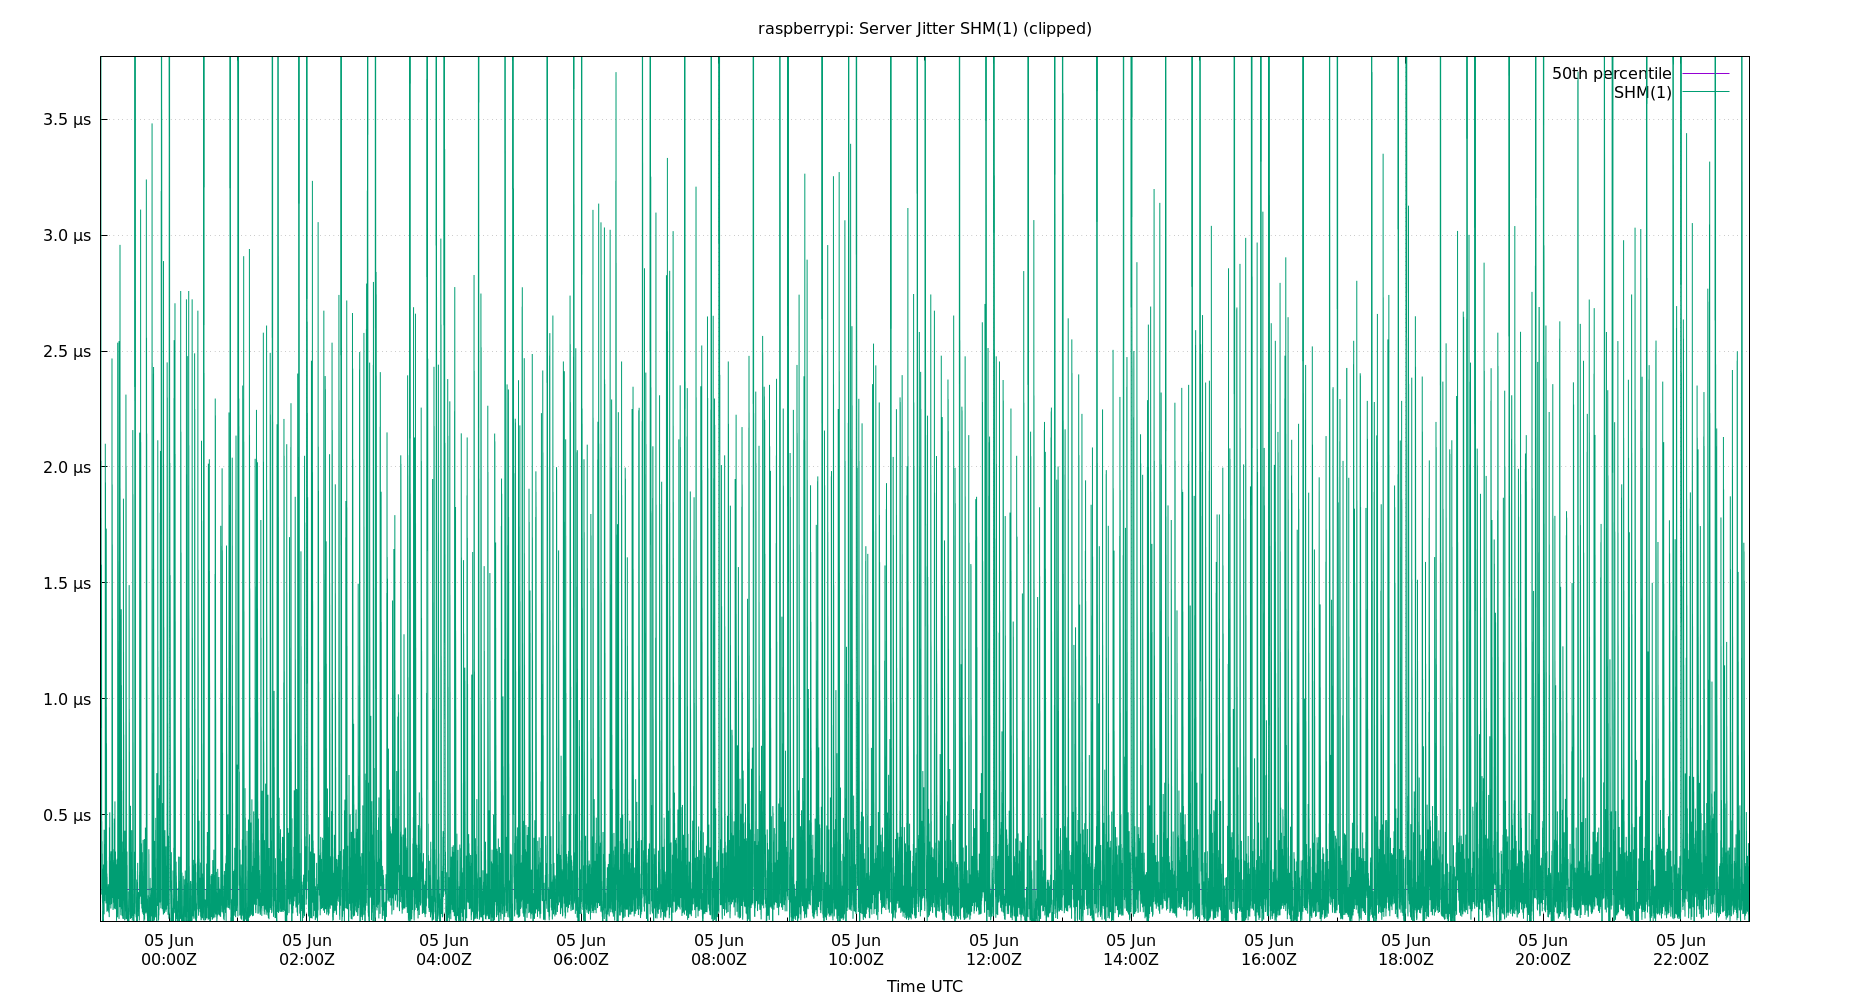 raspberrypi: Server Jitter SHM(1) (clipped)
50th percentile
SHM(1)
3.5 µs
3.0 µs
2.5 µs
2.0 µs
1.5 µs
1.0 µs
0.5 µs
05 Jun 05 Jun 05 Jun 05 Jun 05 Jun 05 Jun 05 Jun 05 Jun 05 Jun 05 Jun 05 Jun 05 Jun
00:00Z 02:00Z 04:00Z 06:00Z 08:00Z 10:00Z 12:00Z 14:00Z 16:00Z 18:00Z 20:00Z 22:00Z
Time UTC